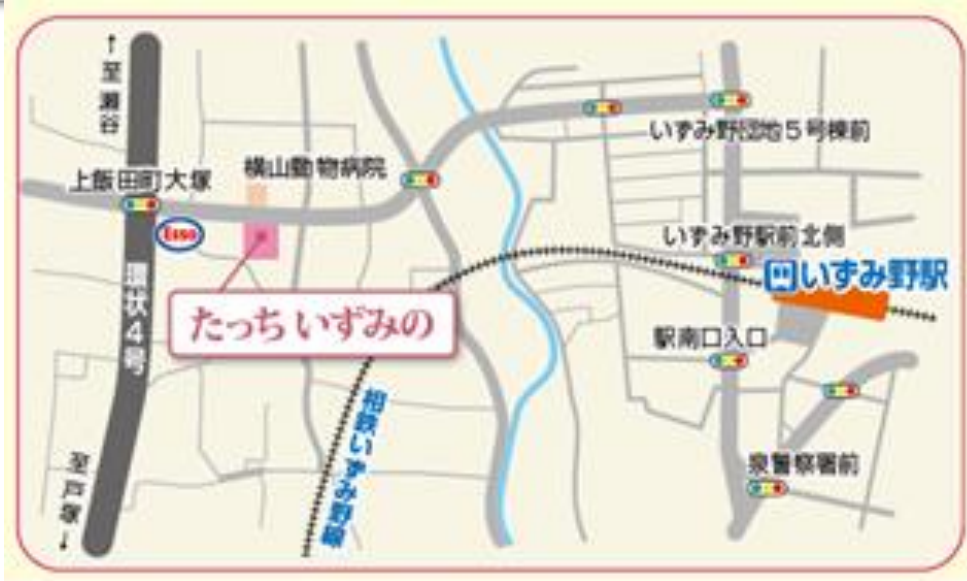 ↑至瀬谷
いずみ野団地5号棟前
横山動物病院
上飯田町大塚
Esso
いずみ野駅前北側
いずみ野駅
環状4号
たっち いずみの
駅南口入口
相鉄いずみ野線
泉警察署前
至戸塚↓